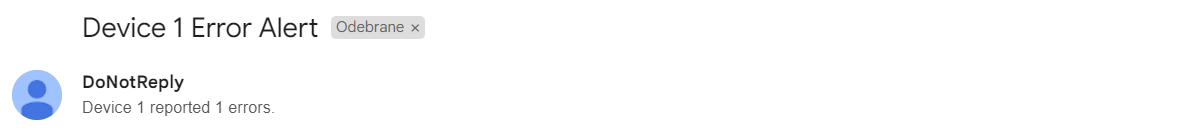 Device 1 Error Alert Odebrane ×
DoNotReply
Device 1 reported 1 errors.